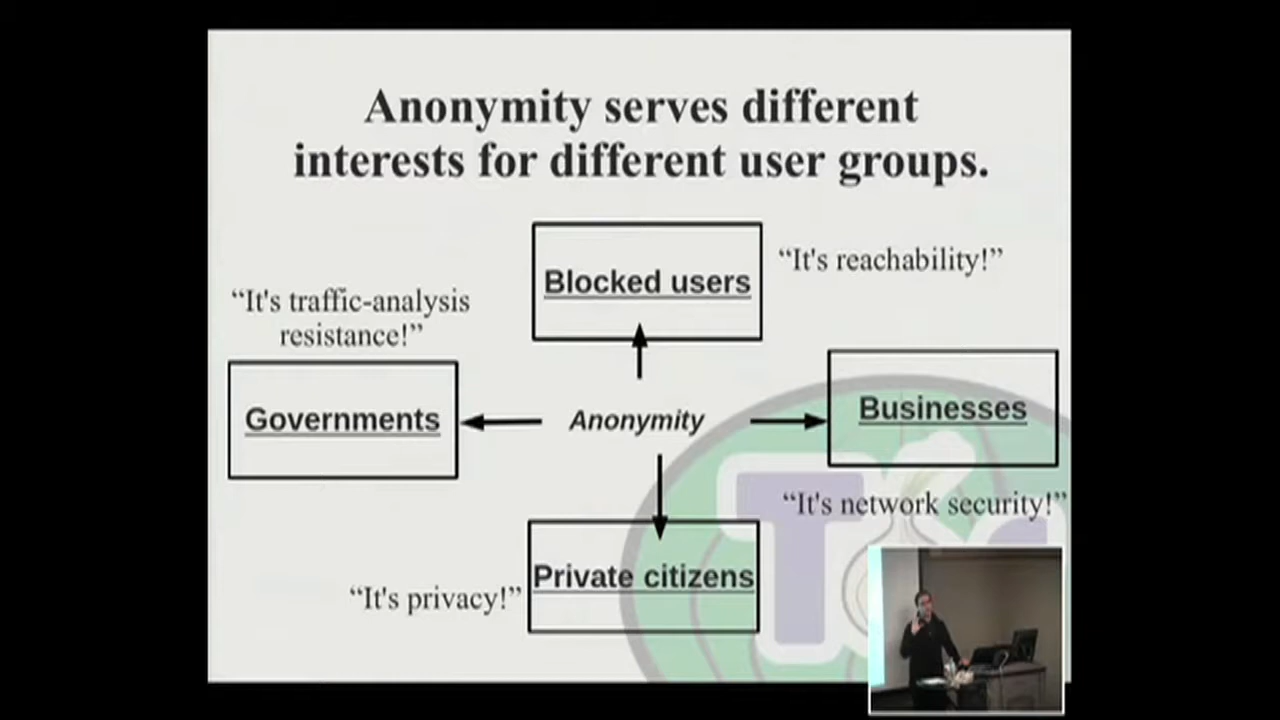 Anonymity serves different
interests for different user groups.
Blocked users
“It's reachability!”
“It's traffic-analysis
resistance!”
Governments
Anonymity
Businesses
“It's network security!”
Private citizens
“It's privacy!”